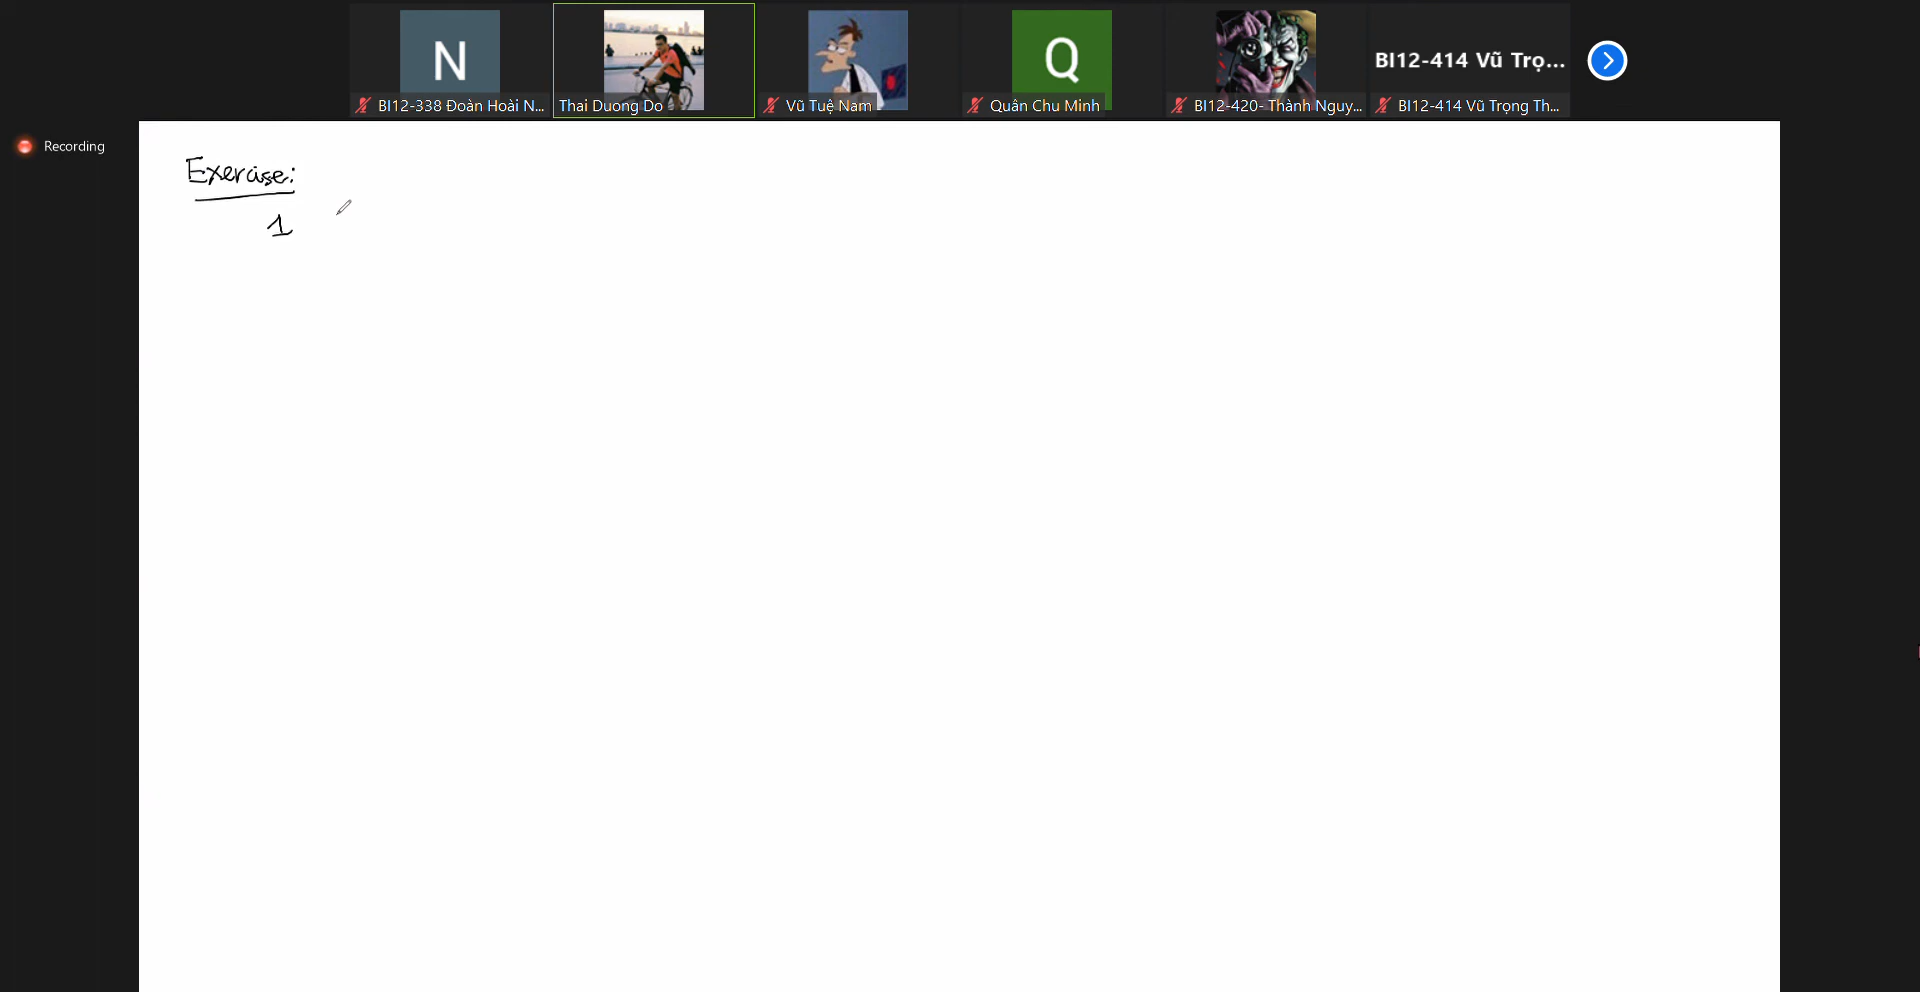 N
BI12-338 Đoàn Hoài N...
Thai Duong Do
Vũ Tuệ Nam
Q
Quân Chu Minh
BI12-420- Thành Nguy...
BI12-414 Vũ Trọ...
BI12-414 Vũ Trọng Th...
Recording
Exercise:
1